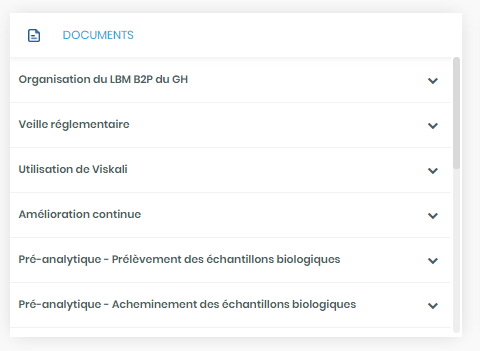 DOCUMENTS
Organisation du LBM B2P du GH
Veille réglementaire
Utilisation de Viskali
Amélioration continue
Pré-analytique - Prélèvement des échantillons biologiques
Pré-analytique - Acheminement des échantillons biologiques